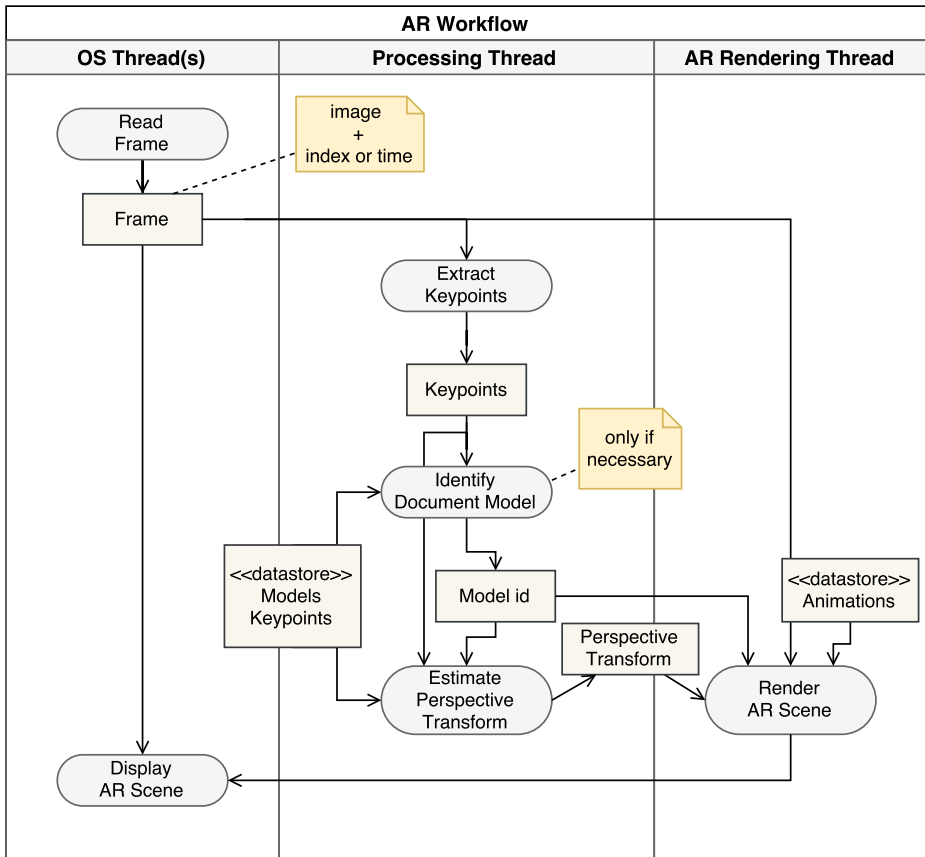 AR Workflow
OS Thread(s)
Processing Thread
AR Rendering Thread
Read
Frame
image
+
index or time
Frame
Extract
Keypoints
Keypoints
only if
necessary
Identify
Document Model
<<datastore>>
Models
Keypoints
Model id
<<datastore>>
Animations
Perspective
Transform
Estimate
Perspective
Transform
Render
AR Scene
Display
AR Scene